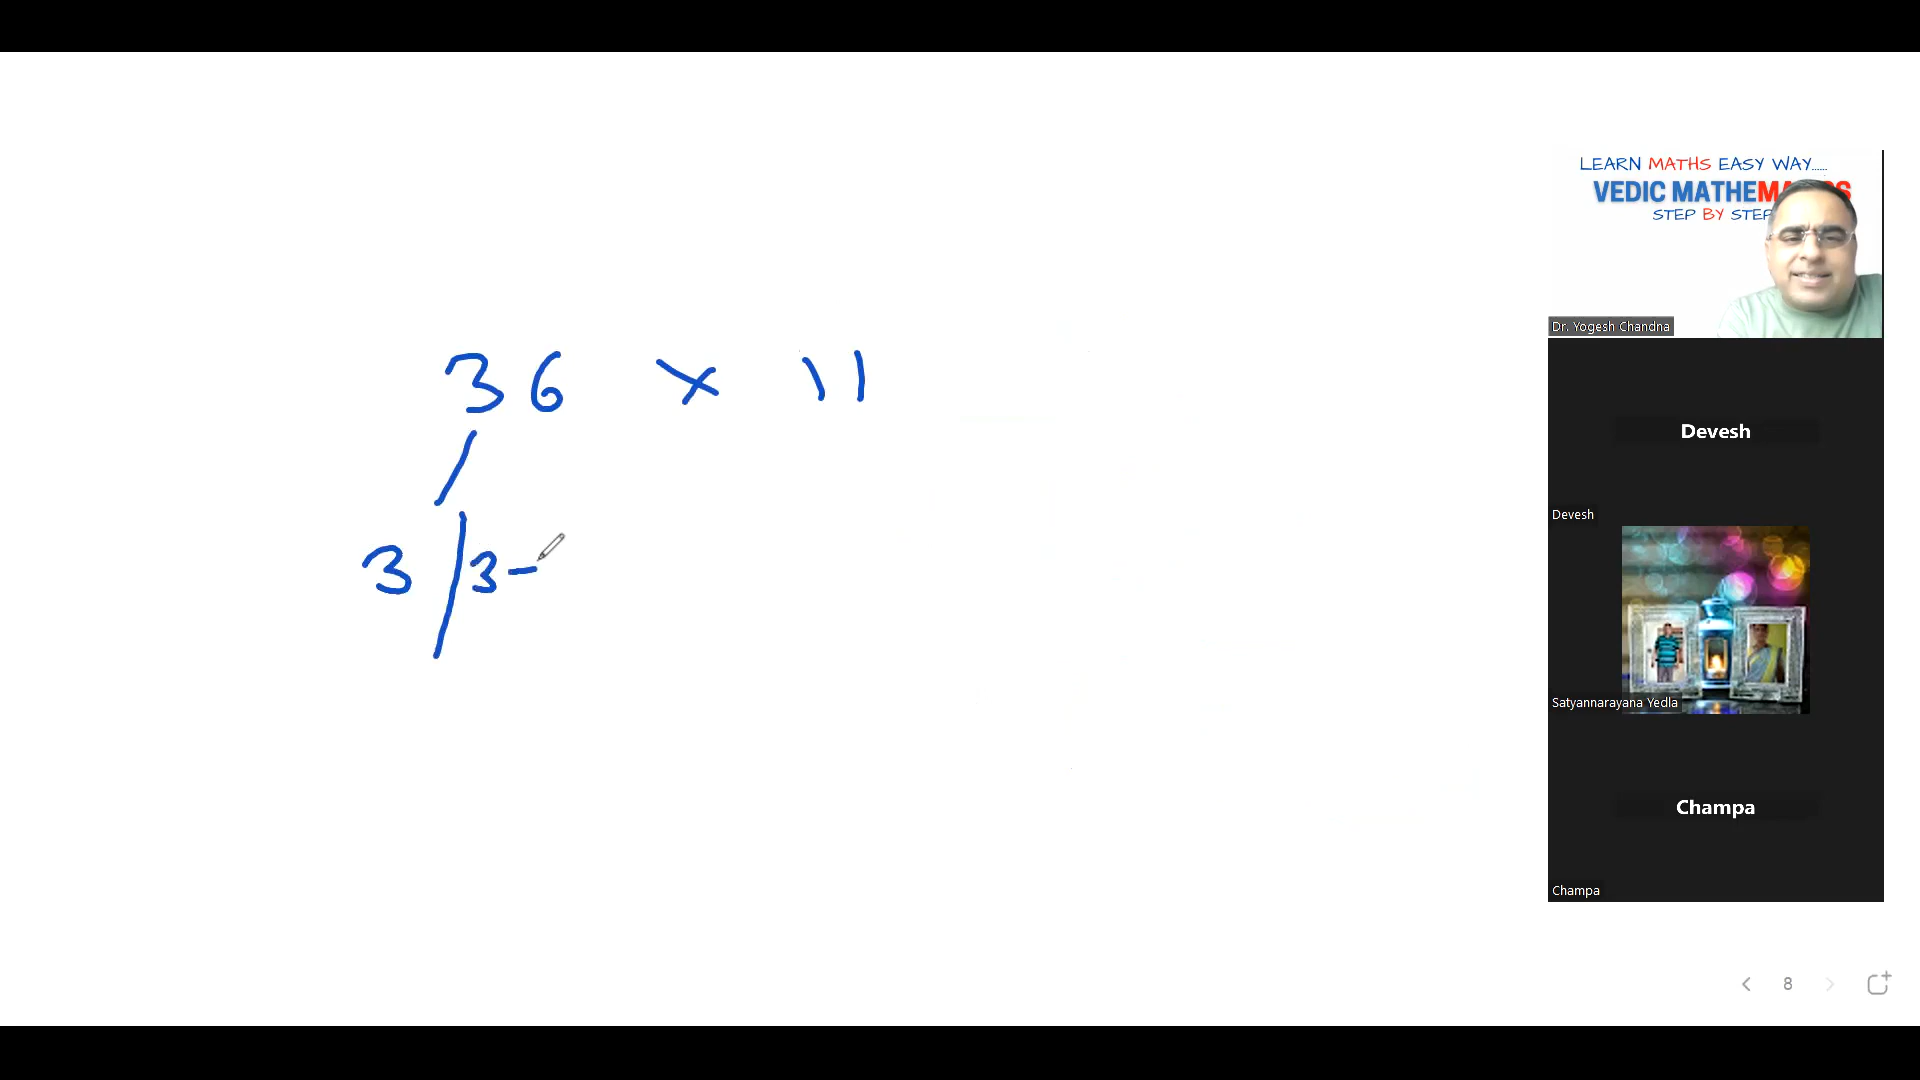 36 × 11
3 / 3 -
LEARN MATHS EASY WAY......
VEDIC MATHEMA S
STEP BY STEP
Dr. Yogesh Chandna
Devesh
Devesh
Satyannarayana Yedla
Champa
Champa
8